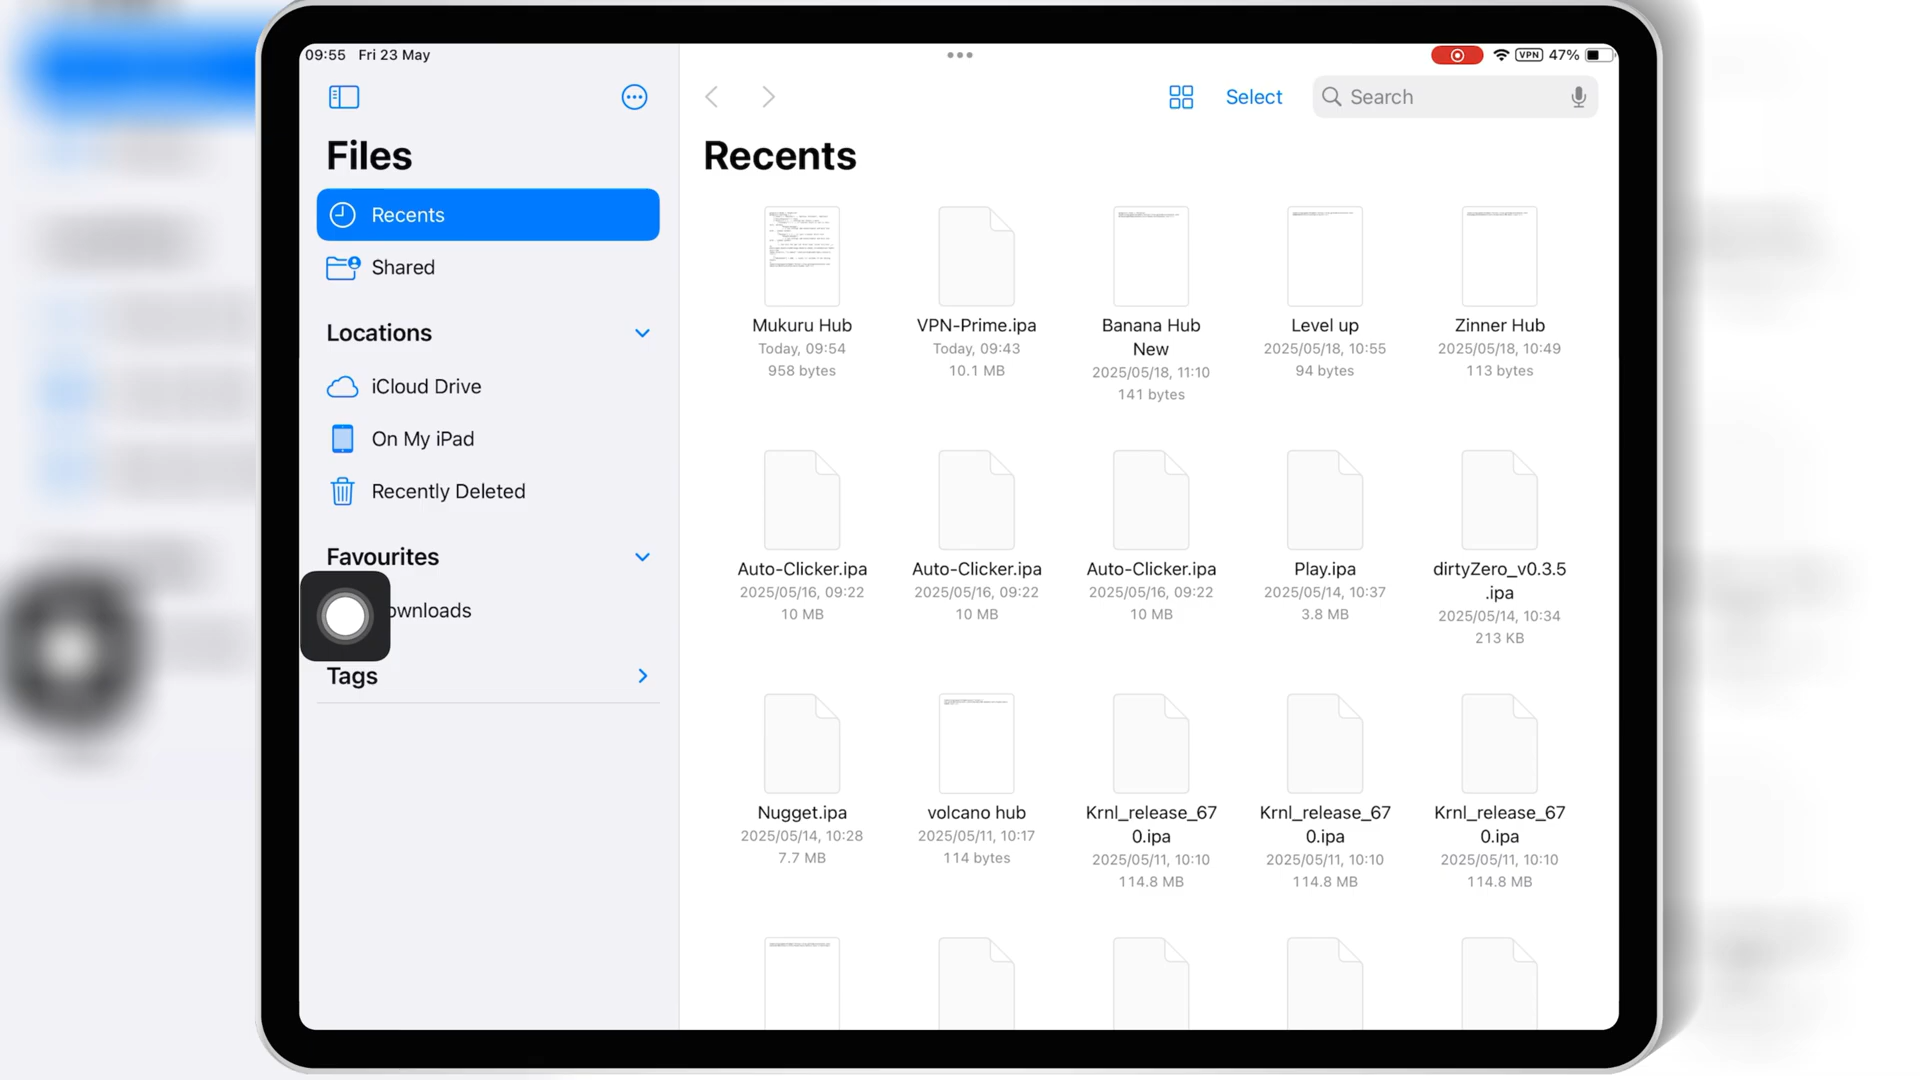 09:55 Fri 23 May
VPN 47%
Files
Recents
Shared
Locations
iCloud Drive
On My iPad
Recently Deleted
Favourites
ownloads
Tags
Select
Search
Recents
Mukuru Hub
Today, 09:54
958 bytes
VPN-Prime.ipa
Today, 09:43
10.1 MB
Banana Hub
New
2025/05/18, 11:10
141 bytes
Level up
2025/05/18, 10:55
94 bytes
Zinner Hub
2025/05/18, 10:49
113 bytes
Auto-Clicker.ipa
2025/05/16, 09:22
10 MB
Auto-Clicker.ipa
2025/05/16, 09:22
10 MB
Auto-Clicker.ipa
2025/05/16, 09:22
10 MB
Play.ipa
2025/05/14, 10:37
3.8 MB
dirtyZero_v0.3.5
.ipa
2025/05/14, 10:34
213 KB
Nugget.ipa
2025/05/14, 10:28
7.7 MB
volcano hub
2025/05/11, 10:17
114 bytes
Krnl_release_67
0.ipa
2025/05/11, 10:10
114.8 MB
Krnl_release_67
0.ipa
2025/05/11, 10:10
114.8 MB
Krnl_release_67
0.ipa
2025/05/11, 10:10
114.8 MB